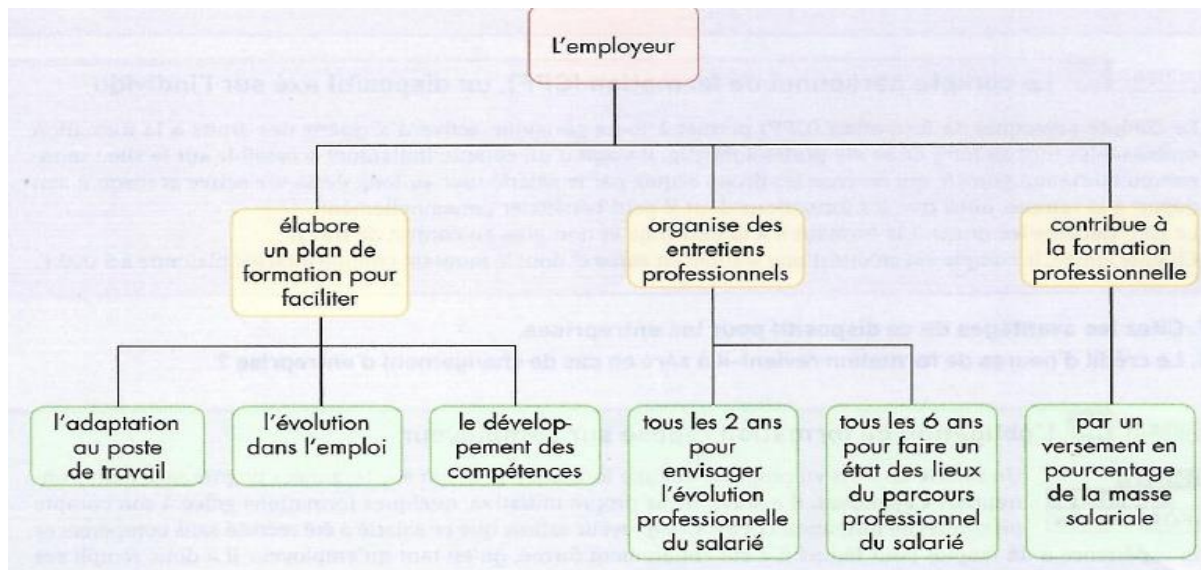 L'employeur
élabore
un plan de
formation pour
faciliter
organise des
entretiens
professionnels
contribue à
la formation
professionnelle
l'adaptation
au poste
de travail
l'évolution
dans l'emploi
le dévelop-
pement des
compétences
tous les 2 ans
pour
envisager
l'évolution
professionnelle
du salarié
tous les 6 ans
pour faire un
état des lieux
du parcours
professionnel
du salarié
par un
versement en
pourcentage
de la masse
salariale